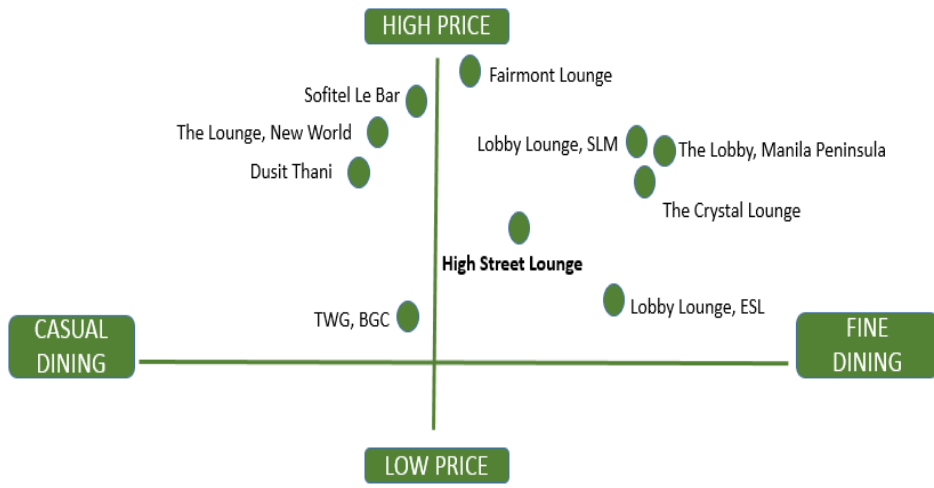 HIGH PRICE
Fairmont Lounge
Sofitel Le Bar
The Lounge, New World
Lobby Lounge, SLM
The Lobby, Manila Peninsula
Dusit Thani
The Crystal Lounge
High Street Lounge
Lobby Lounge, ESL
TWG, BGC
CASUAL
DINING
FINE
DINING
LOW PRICE